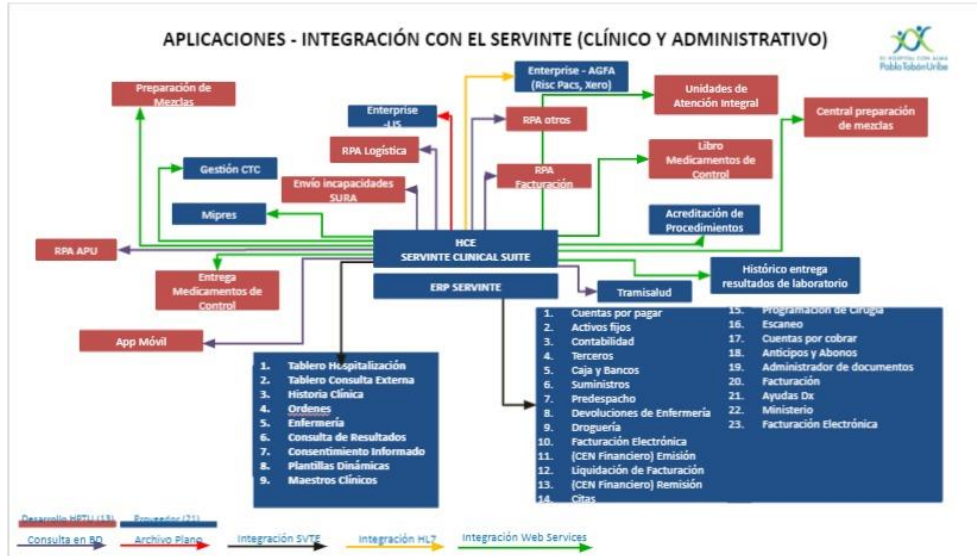 APLICACIONES - INTEGRACIÓN CON EL SERVINTE (CLÍNICO Y ADMINISTRATIVO)
EL HOSPITAL CON ALMA
Pablo Tobón Uribe
Preparación de
Mezclas
Enterprise - AGFA
(Risc Pacs, Xero)
Unidades de
Atención Integral
Central preparación
de mezclas
Enterprise
-LIS
RPA otros
RPA Logística
Libro
Medicamentos de
Control
Gestión CTC
RPA
Facturación
Envío incapacidades
SURA
Mipres
Acreditación de
Procedimientos
RPA APU
HCE
SERVINTE CLINICAL SUITE
Histórico entrega
resultados de laboratorio
Entrega
Medicamentos de
Control
ERP SERVINTE
Tramisalud
App Móvil
1. Tablero Hospitalización
2. Tablero Consulta Externa
3. Historia Clínica
4. Ordenes
5. Enfermería
6. Consulta de Resultados
7. Consentimiento Informado
8. Plantillas Dinámicas
9. Maestros Clínicos
1. Cuentas por pagar
2. Activos fijos
3. Contabilidad
4. Terceros
5. Caja y Bancos
6. Suministros
7. Predespacho
8. Devoluciones de Enfermería
9. Droguería
10. Facturación Electrónica
11. (CEN Financiero) Emisión
12. Liquidación de Facturación
13. (CEN Financiero) Remisión
14. Citas
15. Programación de Cirugía
16. Escaneo
17. Cuentas por cobrar
18. Anticipos y Abonos
19. Administrador de documentos
20. Facturación
21. Ayudas Dx
22. Ministerio
23. Facturación Electrónica
Desarrollo HPTU (13)
Proveedor (21)
Consulta en BD
Archivo Plano
Integración SVTE
Integración HL7
Integración Web Services